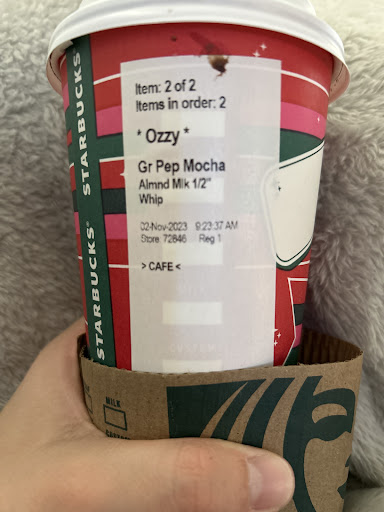 Item: 2 of 2
Items in order: 2
* Ozzy *
Gr Pep Mocha
Almnd Mlk 1/2"
Whip
02-Nov-2023 9:23:37 AM
Store: 72846 Reg 1
> CAFE <
STARBUCKS
STARBUCKS®
MILK